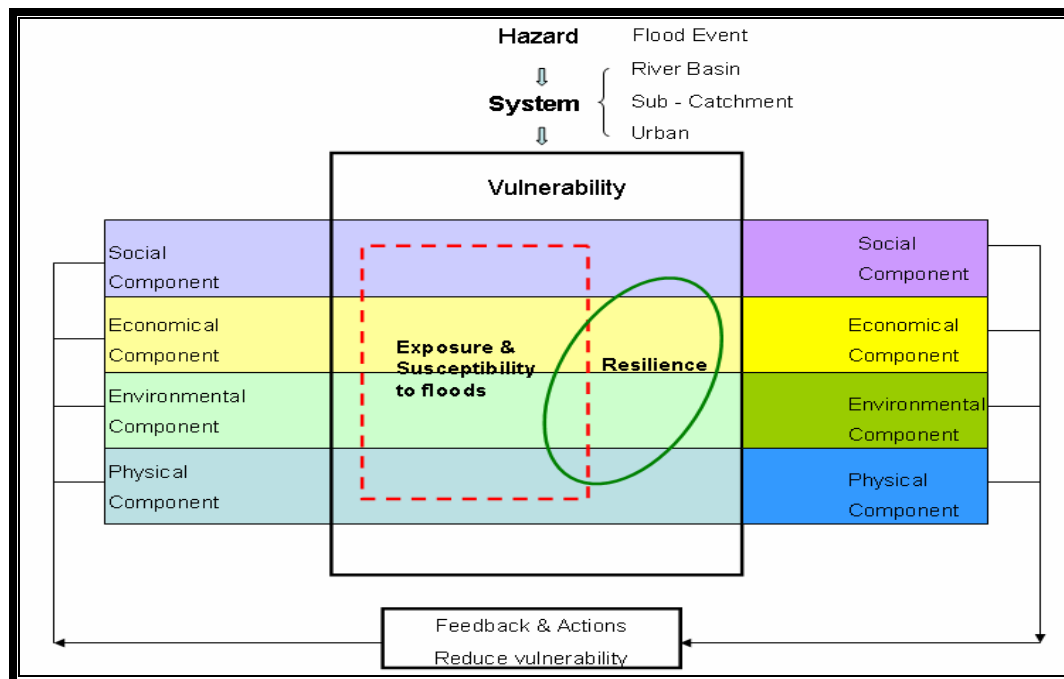 Hazard
Flood Event
River Basin
System
Sub - Catchment
Urban
Vulnerability
Social
Component
Economical
Component
Environmental
Component
Physical
Component
Exposure &
Susceptibility
to floods
Resilience
Social
Component
Economical
Component
Environmental
Component
Physical
Component
Feedback & Actions
Reduce vulnerability